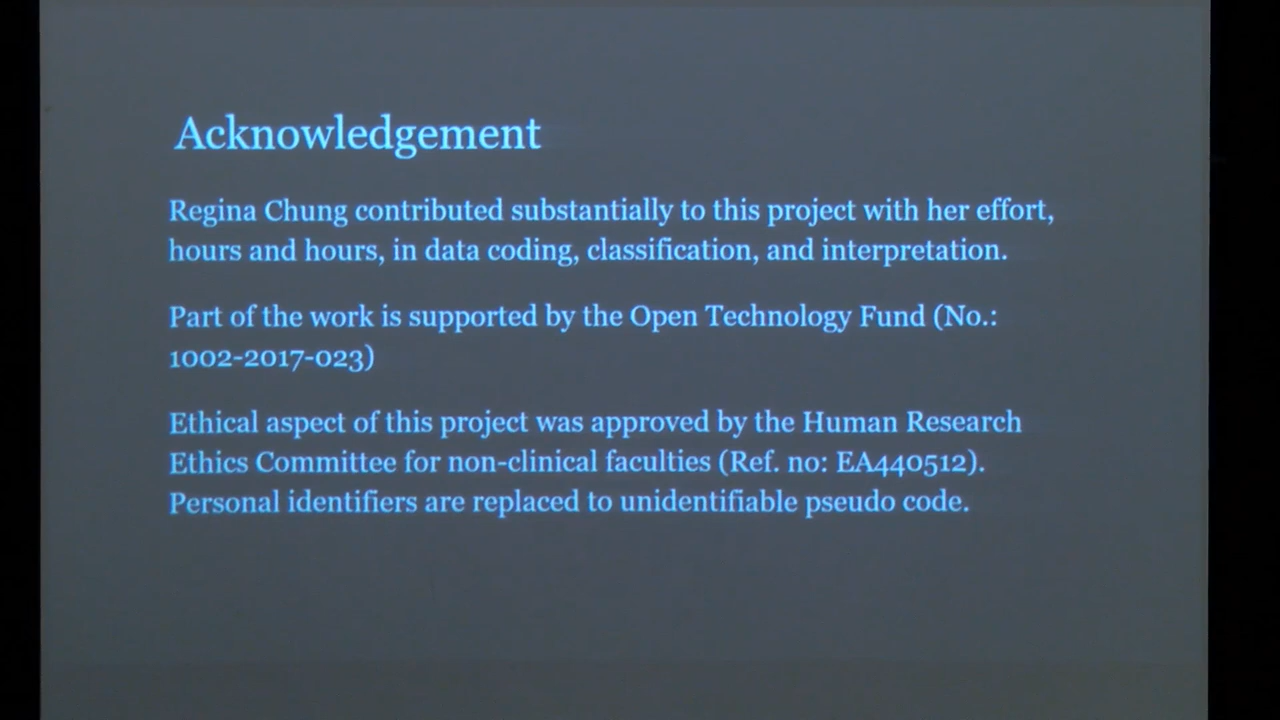 Acknowledgement
Regina Chung contributed substantially to this project with her effort,
hours and hours, in data coding, classification, and interpretation.
Part of the work is supported by the Open Technology Fund (No.:
1002-2017-023)
Ethical aspect of this project was approved by the Human Research
Ethics Committee for non-clinical faculties (Ref. no: EA440512).
Personal identifiers are replaced to unidentifiable pseudo code.